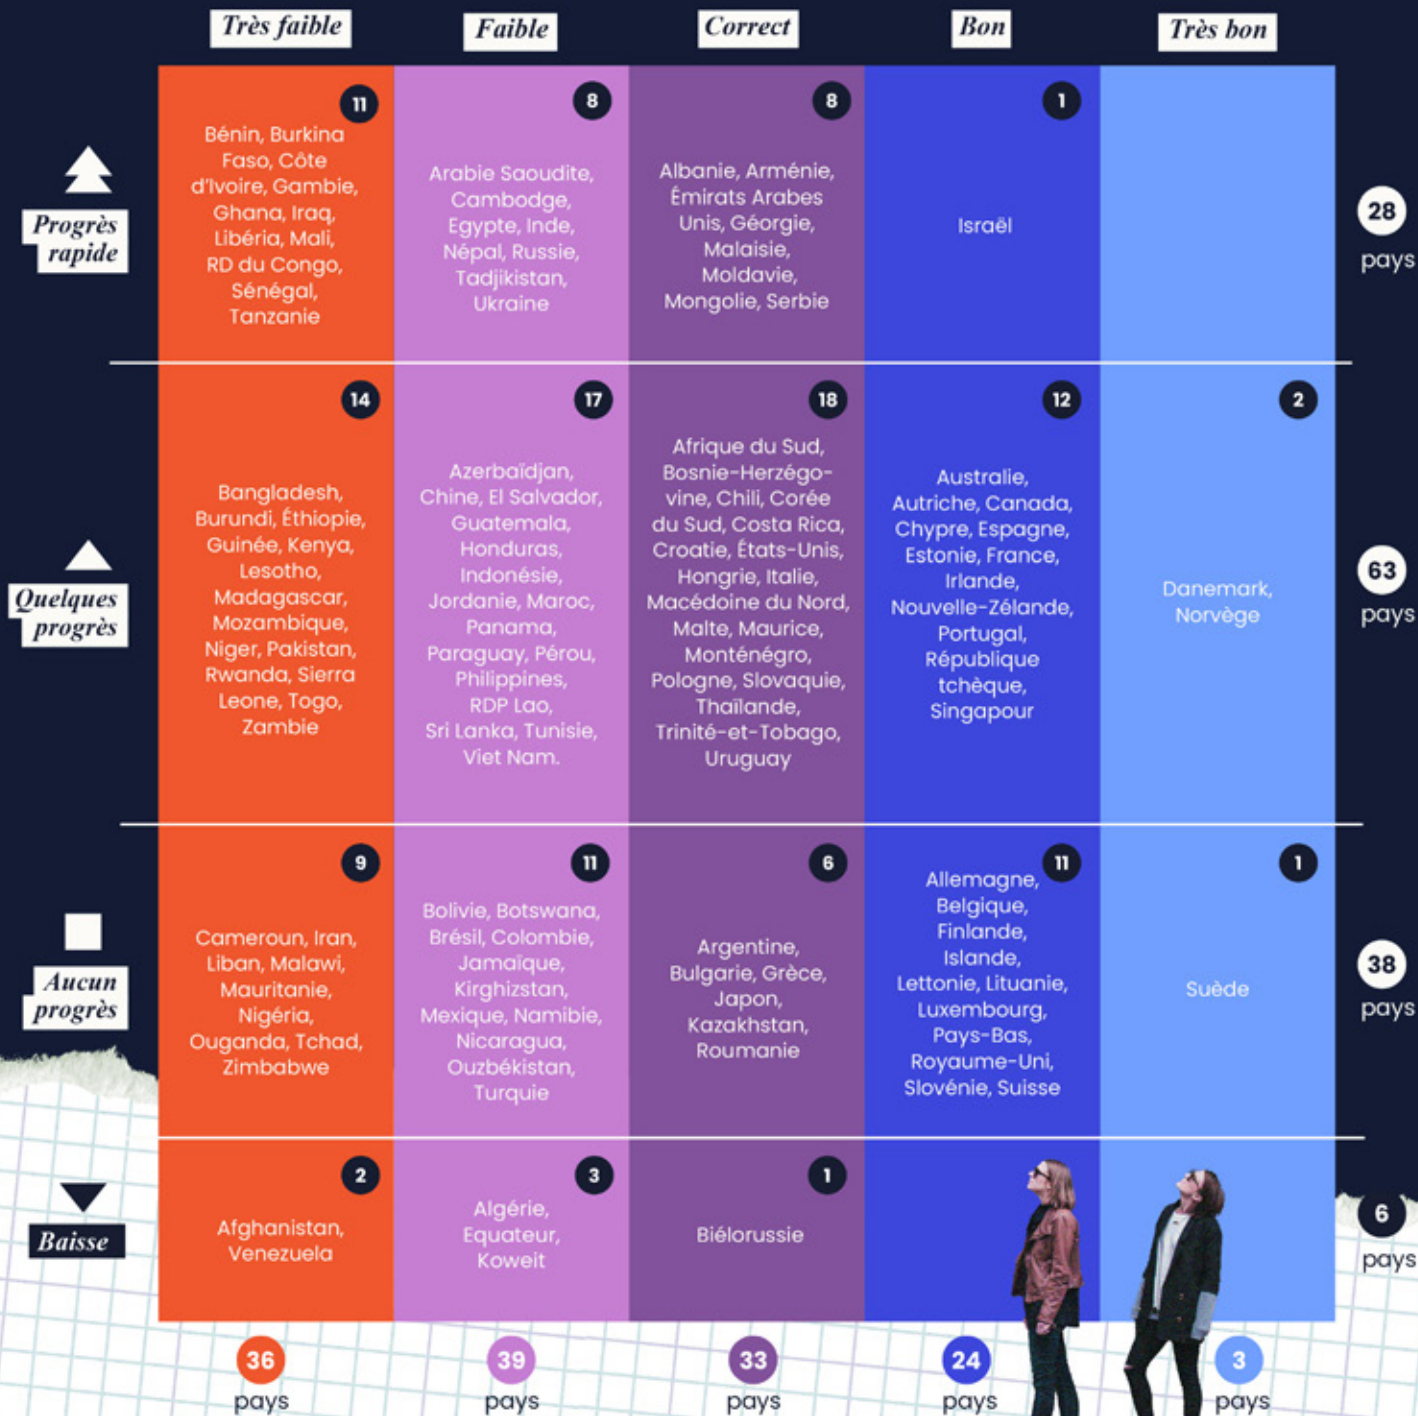 Très faible
Faible
Correct
Bon
Très bon
Progrès
rapide
11
Bénin, Burkina
Faso, Côte
d'Ivoire, Gambie,
Ghana, Iraq,
Libéria, Mali,
RD du Congo,
Sénégal,
Tanzanie
8
Arabie Saoudite,
Cambodge,
Egypte, Inde,
Népal, Russie,
Tadjikistan,
Ukraine
8
Albanie, Arménie,
Émirats Arabes
Unis, Géorgie,
Malaisie,
Moldavie,
Mongolie, Serbie
1
Israël
28
pays
Quelques
progrès
14
Bangladesh,
Burundi, Éthiopie,
Guinée, Kenya,
Lesotho,
Madagascar,
Mozambique,
Niger, Pakistan,
Rwanda, Sierra
Leone, Togo,
Zambie
17
Azerbaïdjan,
Chine, El Salvador,
Guatemala,
Honduras,
Indonésie,
Jordanie, Maroc,
Panama,
Paraguay, Pérou,
Philippines,
RDP Lao,
Sri Lanka, Tunisie,
Viet Nam.
18
Afrique du Sud,
Bosnie-Herzégo-
vine, Chili, Corée
du Sud, Costa Rica,
Croatie, États-Unis,
Hongrie, Italie,
Macédoine du Nord,
Malte, Maurice,
Monténégro,
Pologne, Slovaquie,
Thaïlande,
Trinité-et-Tobago,
Uruguay
12
Australie,
Autriche, Canada,
Chypre, Espagne,
Estonie, France,
Irlande,
Nouvelle-Zélande,
Portugal,
République
tchèque,
Singapour
2
Danemark,
Norvège
63
pays
Aucun
progrès
9
Cameroun, Iran,
Liban, Malawi,
Mauritanie,
Nigéria,
Ouganda, Tchad,
Zimbabwe
11
Bolivie, Botswana,
Brésil, Colombie,
Jamaïque,
Kirghizstan,
Mexique, Namibie,
Nicaragua,
Ouzbékistan,
Turquie
6
Argentine,
Bulgarie, Grèce,
Japon,
Kazakhstan,
Roumanie
11
Allemagne,
Belgique,
Finlande,
Islande,
Lettonie, Lituanie,
Luxembourg,
Pays-Bas,
Royaume-Uni,
Slovénie, Suisse
1
Suède
38
pays
Baisse
2
Afghanistan,
Venezuela
3
Algérie,
Equateur,
Koweit
1
Biélorussie
6
pays
36
pays
39
pays
33
pays
24
pays
3
pays